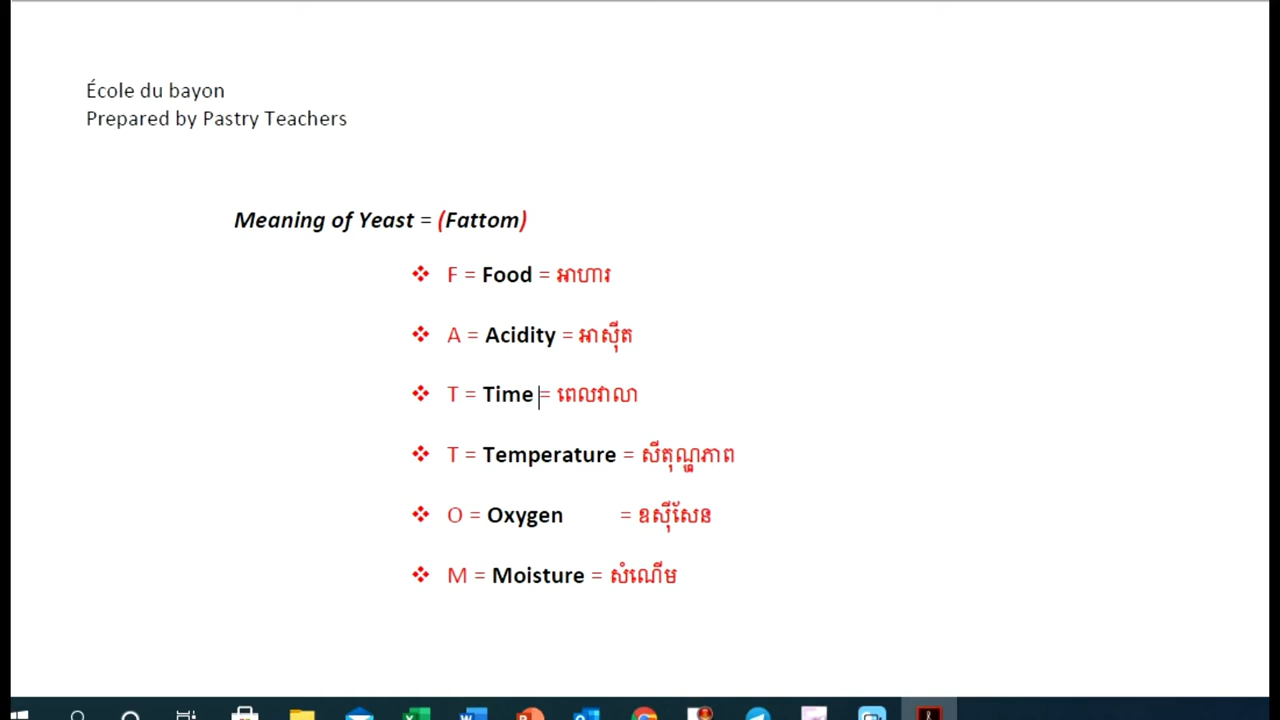 École du bayon
Prepared by Pastry Teachers
Meaning of Yeast = (Fattom)
❖ F = Food = អាហារ
❖ A = Acidity = អាស៊ីត
❖ T = Time = ពេលវាលា
❖ T = Temperature = សីតុណ្ហភាព
❖ O = Oxygen = ឧស៊ីសែន
❖ M = Moisture = សំណើម